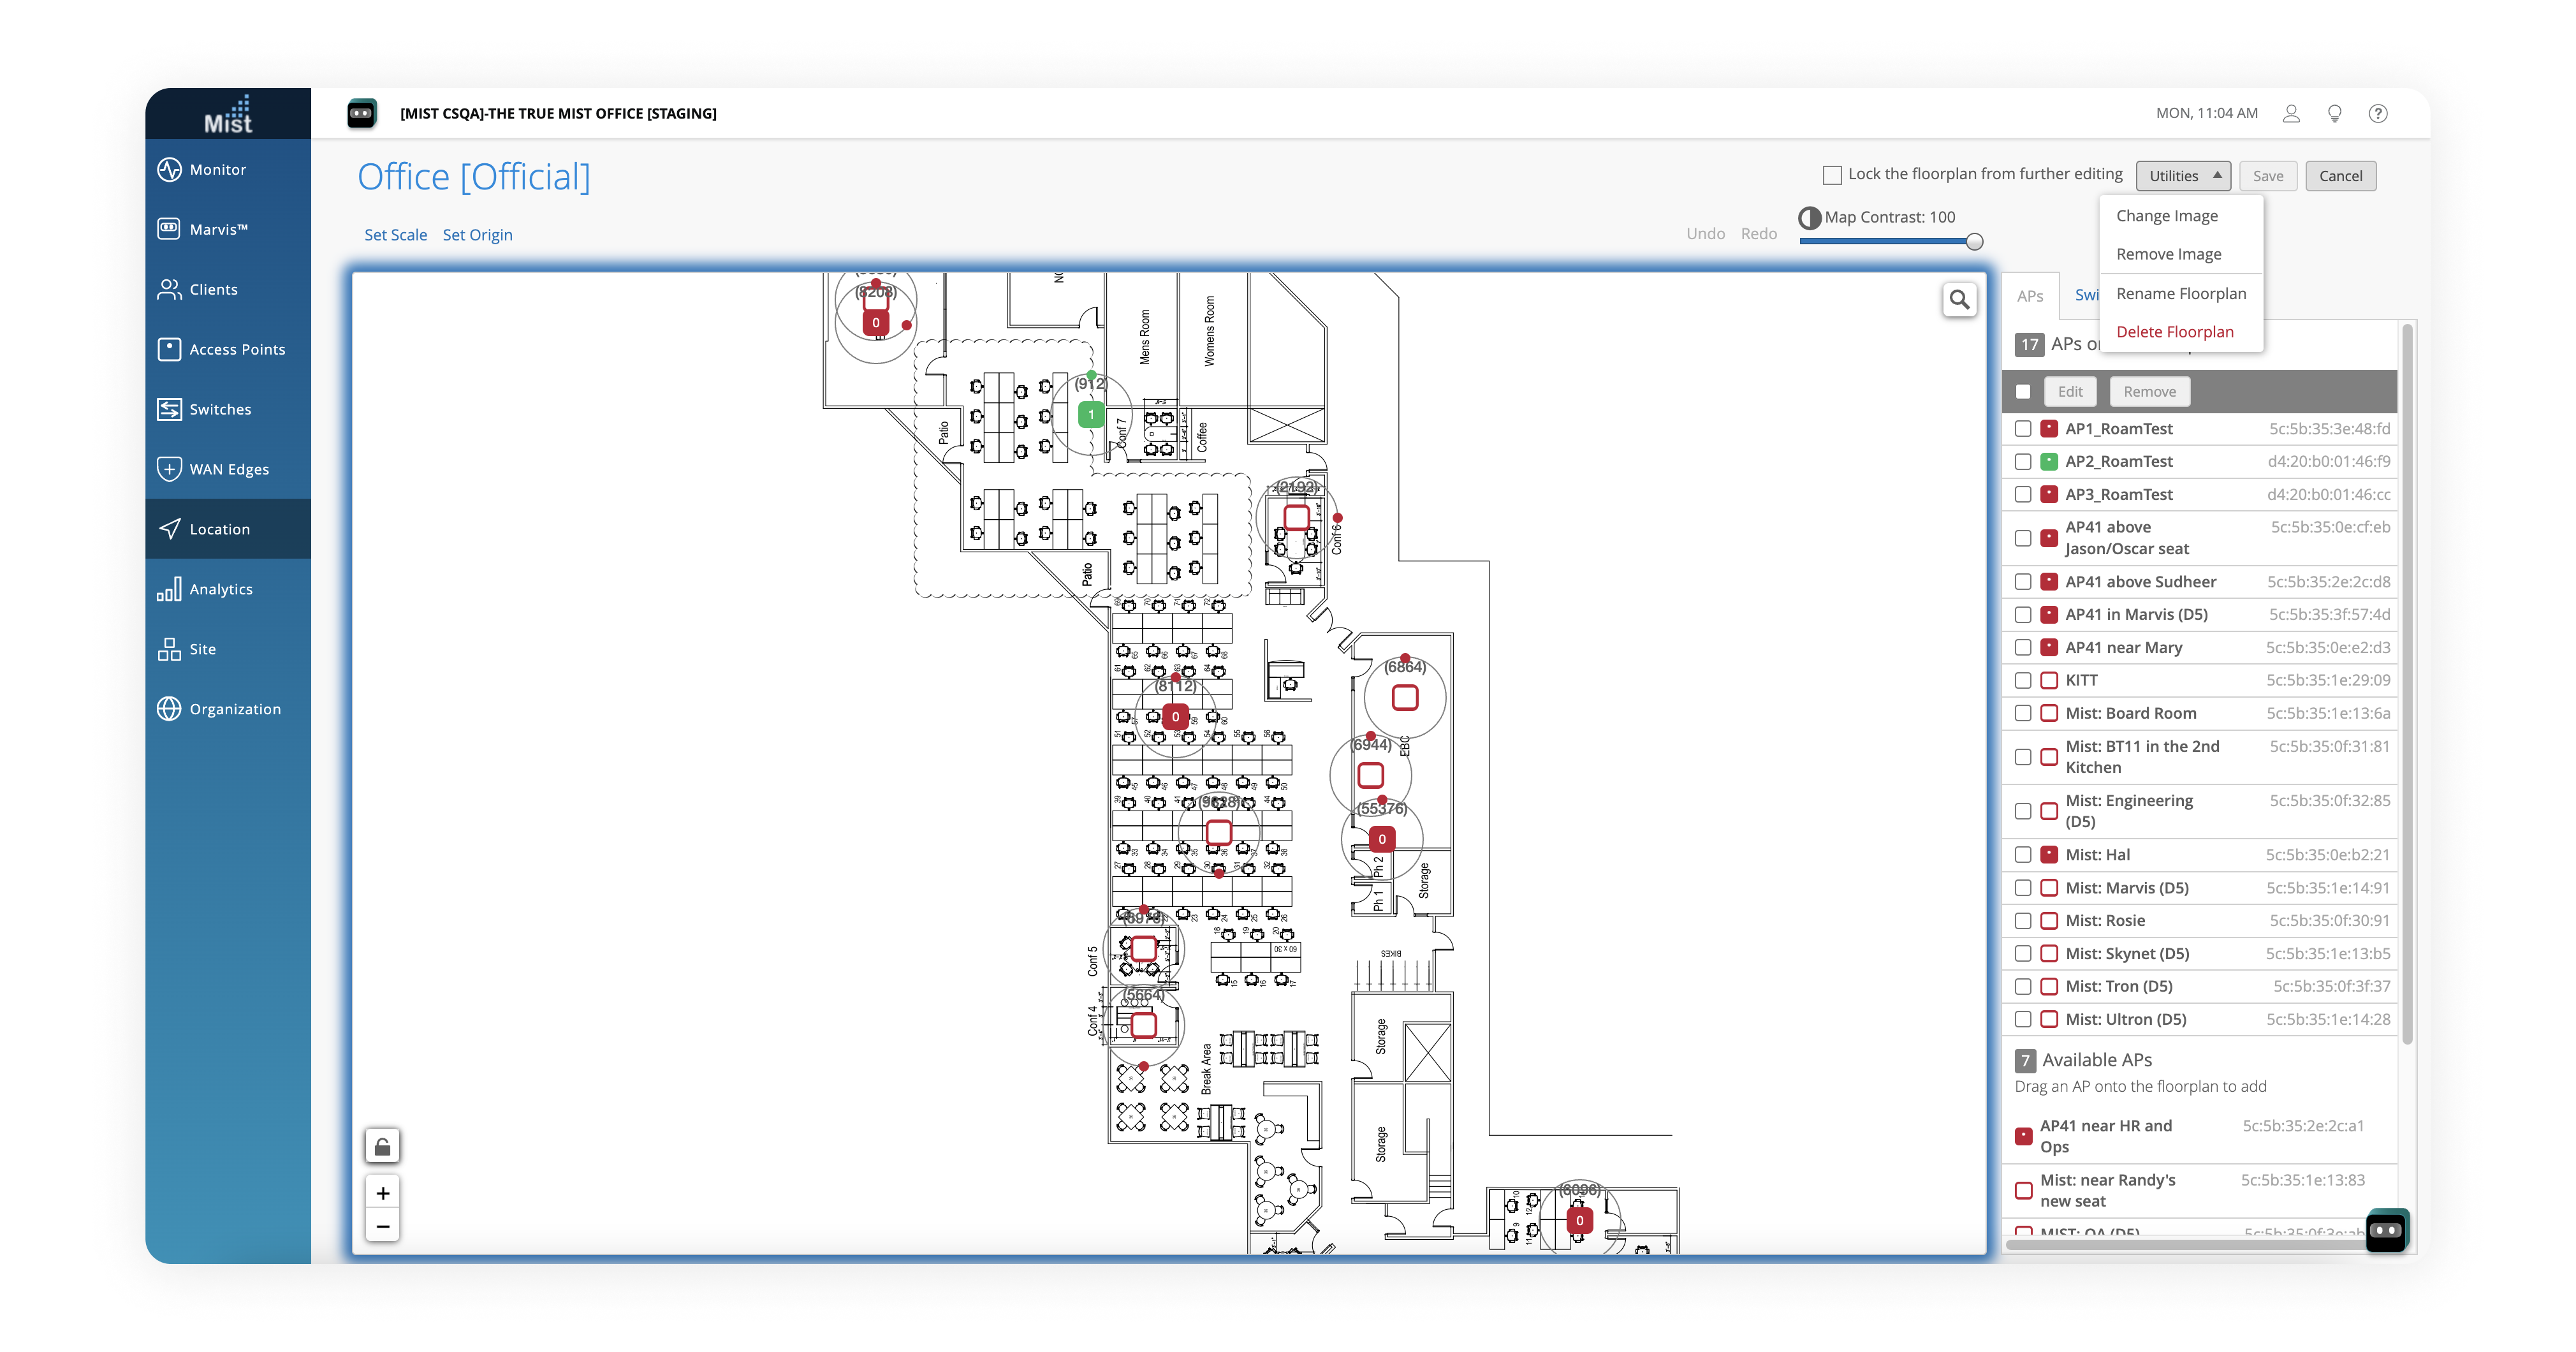 Mist
[MIST CSQA]-THE TRUE MIST OFFICE [STAGING]
MON, 11:04 AM
Monitor
Marvis™
Clients
Access Points
Switches
WAN Edges
Location
Analytics
Site
Organization
Office [Official]
Lock the floorplan from further editing
Utilities
Save
Cancel
Set Scale
Set Origin
Undo
Redo
Map Contrast: 100
Change Image
Remove Image
Rename Floorplan
Delete Floorplan
APs
Swi
17 APs o
Edit
Remove
AP1_RoamTest 5c:5b:35:3e:48:fd
AP2_RoamTest d4:20:b0:01:46:f9
AP3_RoamTest d4:20:b0:01:46:cc
AP41 above 5c:5b:35:0e:cf:eb
Jason/Oscar seat
AP41 above Sudheer 5c:5b:35:2e:2c:d8
AP41 in Marvis (D5) 5c:5b:35:3f:57:4d
AP41 near Mary 5c:5b:35:0e:e2:d3
KITT 5c:5b:35:1e:29:09
Mist: Board Room 5c:5b:35:1e:13:6a
Mist: BT11 in the 2nd 5c:5b:35:0f:31:81
Kitchen
Mist: Engineering 5c:5b:35:0f:32:85
(D5)
Mist: Hal 5c:5b:35:0e:b2:21
Mist: Marvis (D5) 5c:5b:35:1e:14:91
Mist: Rosie 5c:5b:35:0f:30:91
Mist: Skynet (D5) 5c:5b:35:1e:13:b5
Mist: Tron (D5) 5c:5b:35:0f:3f:37
Mist: Ultron (D5) 5c:5b:35:1e:14:28
7 Available APs
Drag an AP onto the floorplan to add
AP41 near HR and 5c:5b:35:2e:2c:a1
Ops
Mist: near Randy's 5c:5b:35:1e:13:83
new seat
(8208)
0
Mens Room
Womens Room
(912)
1
Patio
Conf 7
Coffee
(2192)
Conf 6
Patio
(8112)
0
(6864)
(6944)
EBC
(55376)
0
Ph 2
Ph 1
Storage
Conf 5
60 x 30
BIKES
(5664)
Conf 4
Storage
Break Area
Storage
(6096)
0
+
−